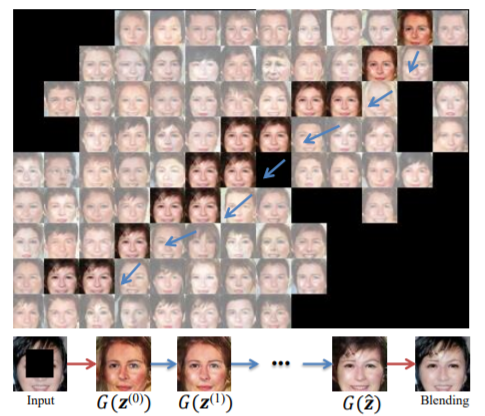 •••
Input G(z⁽⁰⁾) G(z⁽¹⁾) G(ẑ) Blending